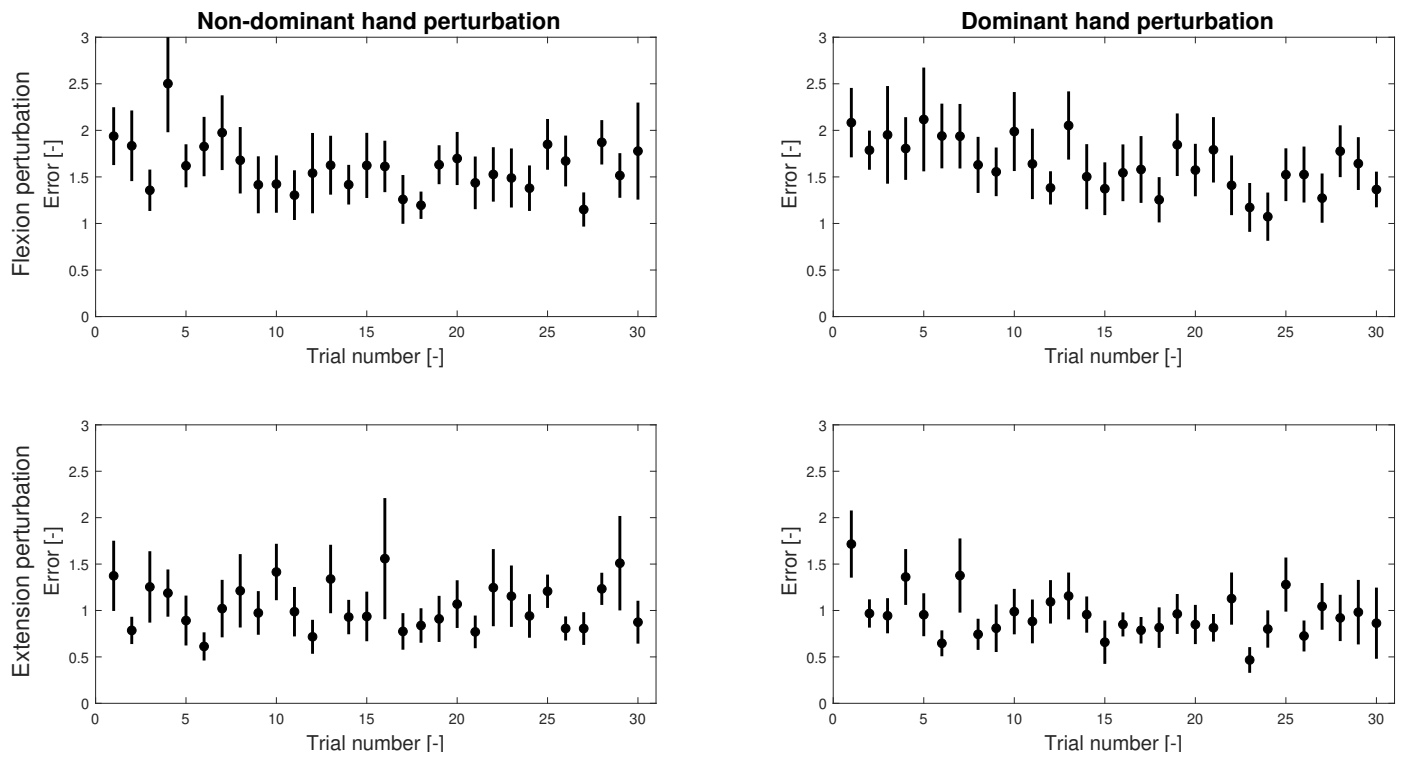 Non-dominant hand perturbation
Dominant hand perturbation
Flexion perturbation
Error [-]
3
2.5
2
1.5
1
0.5
0
0 5 10 15 20 25 30
Trial number [-]
Error [-]
3
2.5
2
1.5
1
0.5
0
0 5 10 15 20 25 30
Trial number [-]
Extension perturbation
Error [-]
3
2.5
2
1.5
1
0.5
0
0 5 10 15 20 25 30
Trial number [-]
Error [-]
3
2.5
2
1.5
1
0.5
0
0 5 10 15 20 25 30
Trial number [-]